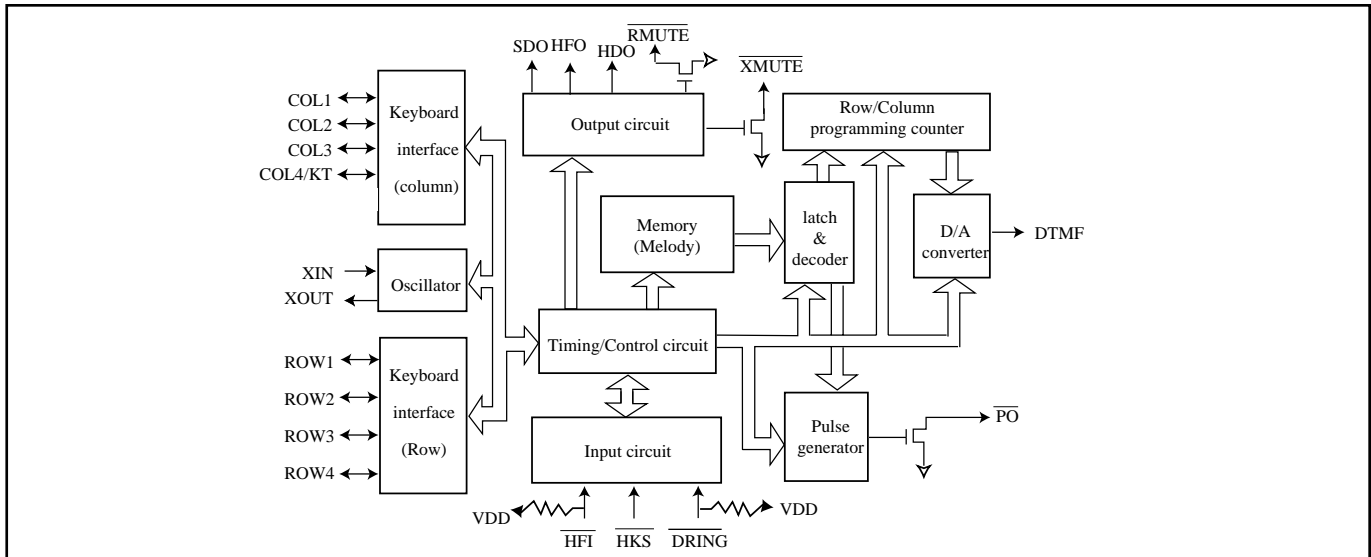 SDO
HFO
HDO
RMUTE
XMUTE
COL1
COL2
COL3
COL4/KT
Keyboard
interface
(column)
Output circuit
Row/Column
programming counter
Memory
(Melody)
latch
&
decoder
D/A
converter
DTMF
XIN
XOUT
Oscillator
Timing/Control circuit
ROW1
ROW2
ROW3
ROW4
Keyboard
interface
(Row)
Input circuit
Pulse
generator
PO
VDD
VDD
HFI
HKS
DRING